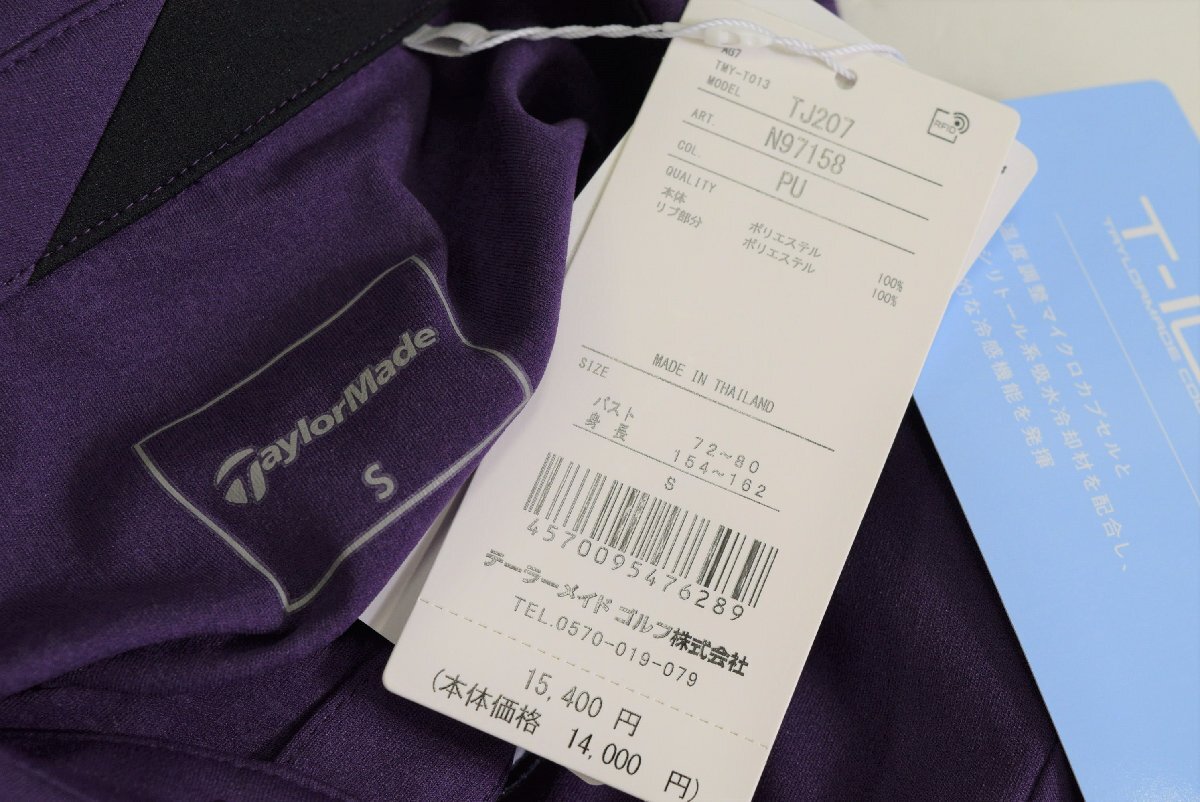 TaylorMade
S
TMY-T013
MODEL TJ207
RFID
ART. N97158
COL. PU
QUALITY
本体 ポリエステル 100%
リブ部分 ポリエステル 100%
MADE IN THAILAND
SIZE
バスト 72~80
身長 154~162
S
4570095476289
テーラーメイド ゴルフ株式会社
TEL.0570-019-079
15,400 円
(本体価格 14,000 円)
温度調整マイクロカプセルと
リトール系吸水冷却材を配合し、
な冷感機能を発揮